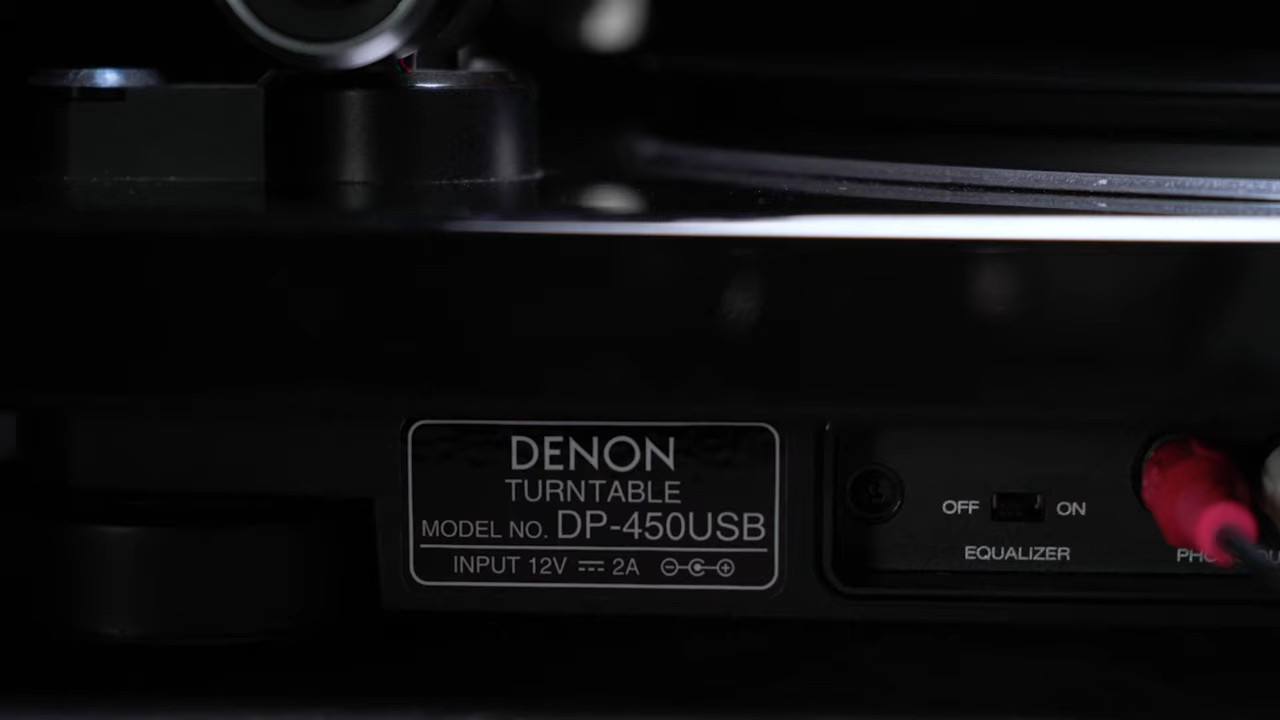 DENON
TURNTABLE
MODEL NO. DP-450USB
INPUT 12V ⎓ 2A
OFF ON
EQUALIZER